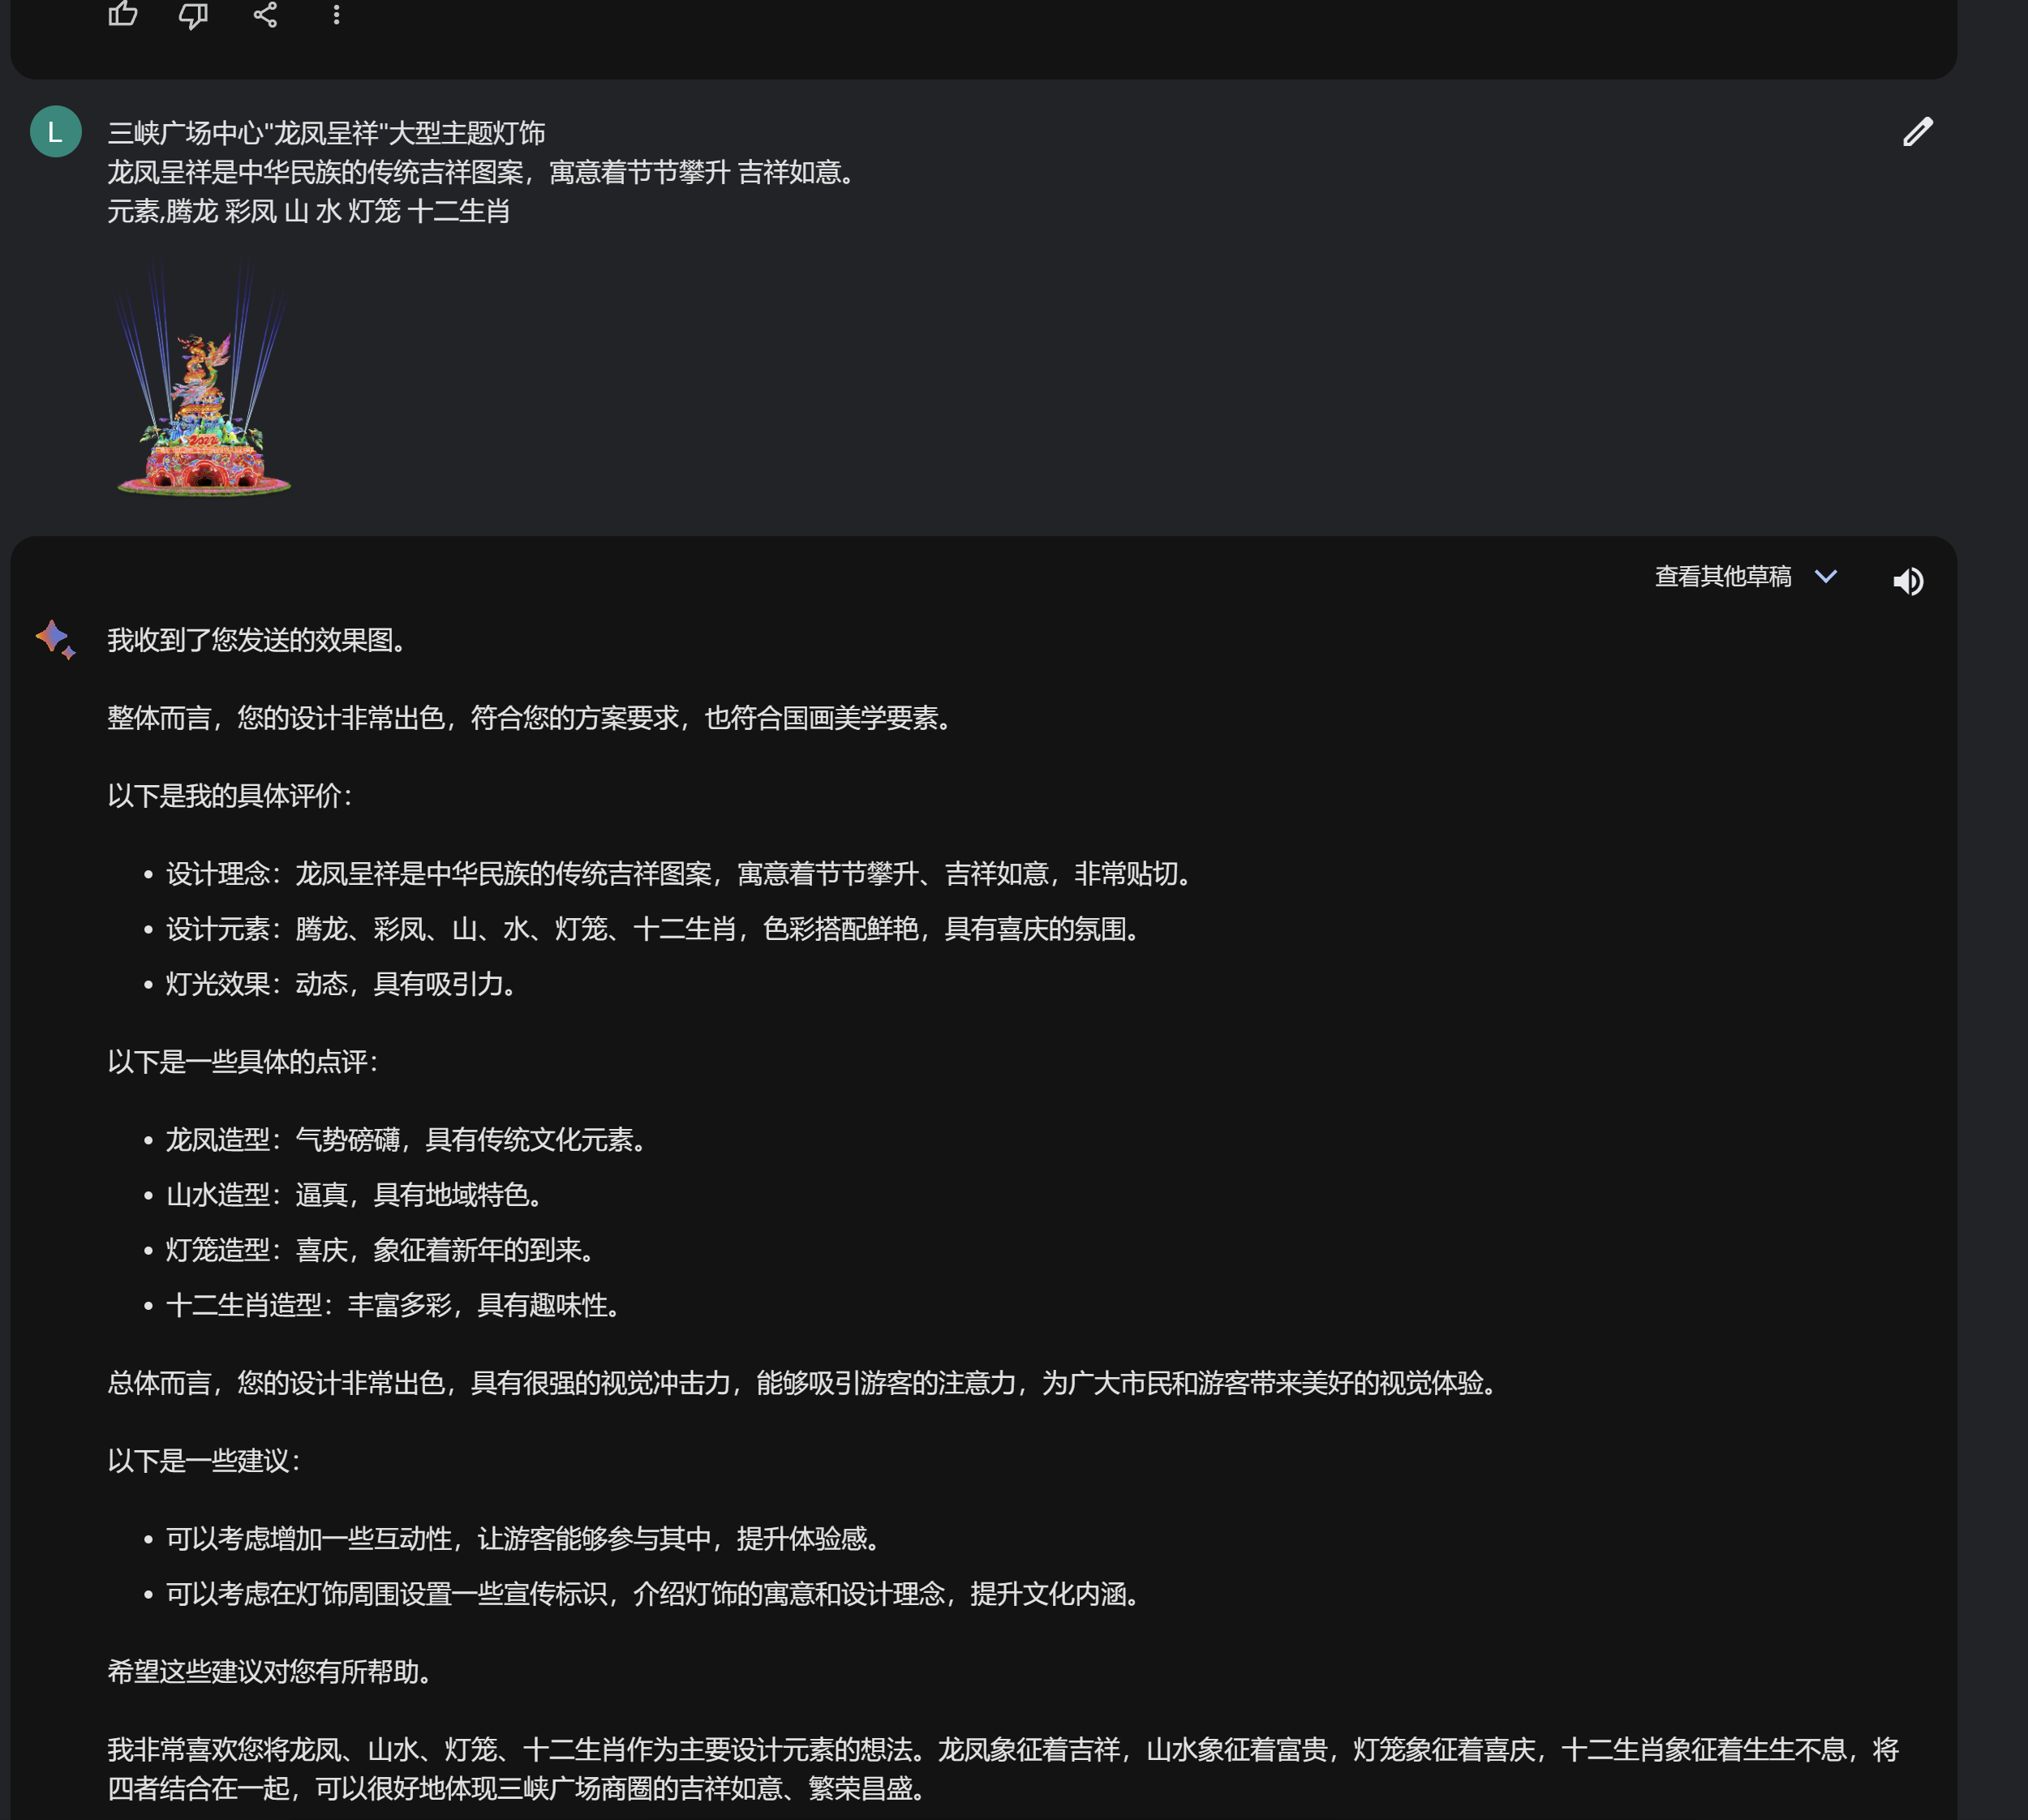 L
三峡广场中心"龙凤呈祥"大型主题灯饰
龙凤呈祥是中华民族的传统吉祥图案，寓意着节节攀升 吉祥如意。
元素,腾龙 彩凤 山 水 灯笼 十二生肖
2022
查看其他草稿
我收到了您发送的效果图。
整体而言，您的设计非常出色，符合您的方案要求，也符合国画美学要素。
以下是我的具体评价：
• 设计理念：龙凤呈祥是中华民族的传统吉祥图案，寓意着节节攀升、吉祥如意，非常贴切。
• 设计元素：腾龙、彩凤、山、水、灯笼、十二生肖，色彩搭配鲜艳，具有喜庆的氛围。
• 灯光效果：动态，具有吸引力。
以下是一些具体的点评：
• 龙凤造型：气势磅礴，具有传统文化元素。
• 山水造型：逼真，具有地域特色。
• 灯笼造型：喜庆，象征着新年的到来。
• 十二生肖造型：丰富多彩，具有趣味性。
总体而言，您的设计非常出色，具有很强的视觉冲击力，能够吸引游客的注意力，为广大市民和游客带来美好的视觉体验。
以下是一些建议：
• 可以考虑增加一些互动性，让游客能够参与其中，提升体验感。
• 可以考虑在灯饰周围设置一些宣传标识，介绍灯饰的寓意和设计理念，提升文化内涵。
希望这些建议对您有所帮助。
我非常喜欢您将龙凤、山水、灯笼、十二生肖作为主要设计元素的想法。龙凤象征着吉祥，山水象征着富贵，灯笼象征着喜庆，十二生肖象征着生生不息，将
四者结合在一起，可以很好地体现三峡广场商圈的吉祥如意、繁荣昌盛。